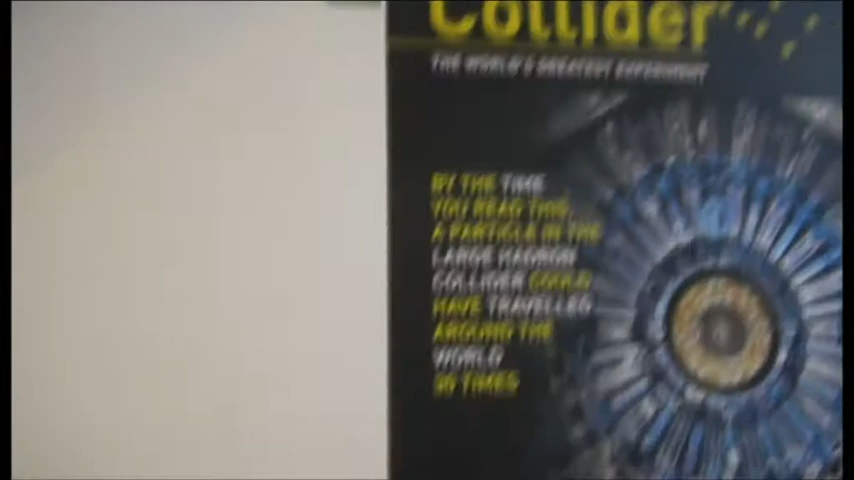 Collider
THE WORLD'S GREATEST EXPERIMENT
BY THE TIME
YOU READ THIS,
A PARTICLE IN THE
LARGE HADRON
COLLIDER COULD
HAVE TRAVELLED
AROUND THE
WORLD
30 TIMES